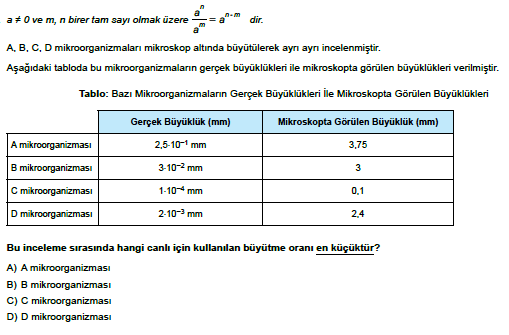 a ≠ 0 ve m, n birer tam sayı olmak üzere aⁿ/aᵐ = aⁿ⁻ᵐ dir.
A, B, C, D mikroorganizmaları mikroskop altında büyütülerek ayrı ayrı incelenmiştir.
Aşağıdaki tabloda bu mikroorganizmaların gerçek büyüklükleri ile mikroskopta görülen büyüklükleri verilmiştir.
Tablo: Bazı Mikroorganizmaların Gerçek Büyüklükleri İle Mikroskopta Görülen Büyüklükleri
Gerçek Büyüklük (mm) Mikroskopta Görülen Büyüklük (mm)
A mikroorganizması 2,5·10⁻¹ mm 3,75
B mikroorganizması 3·10⁻² mm 3
C mikroorganizması 1·10⁻⁴ mm 0,1
D mikroorganizması 2·10⁻³ mm 2,4
Bu inceleme sırasında hangi canlı için kullanılan büyütme oranı en küçüktür?
A) A mikroorganizması
B) B mikroorganizması
C) C mikroorganizması
D) D mikroorganizması